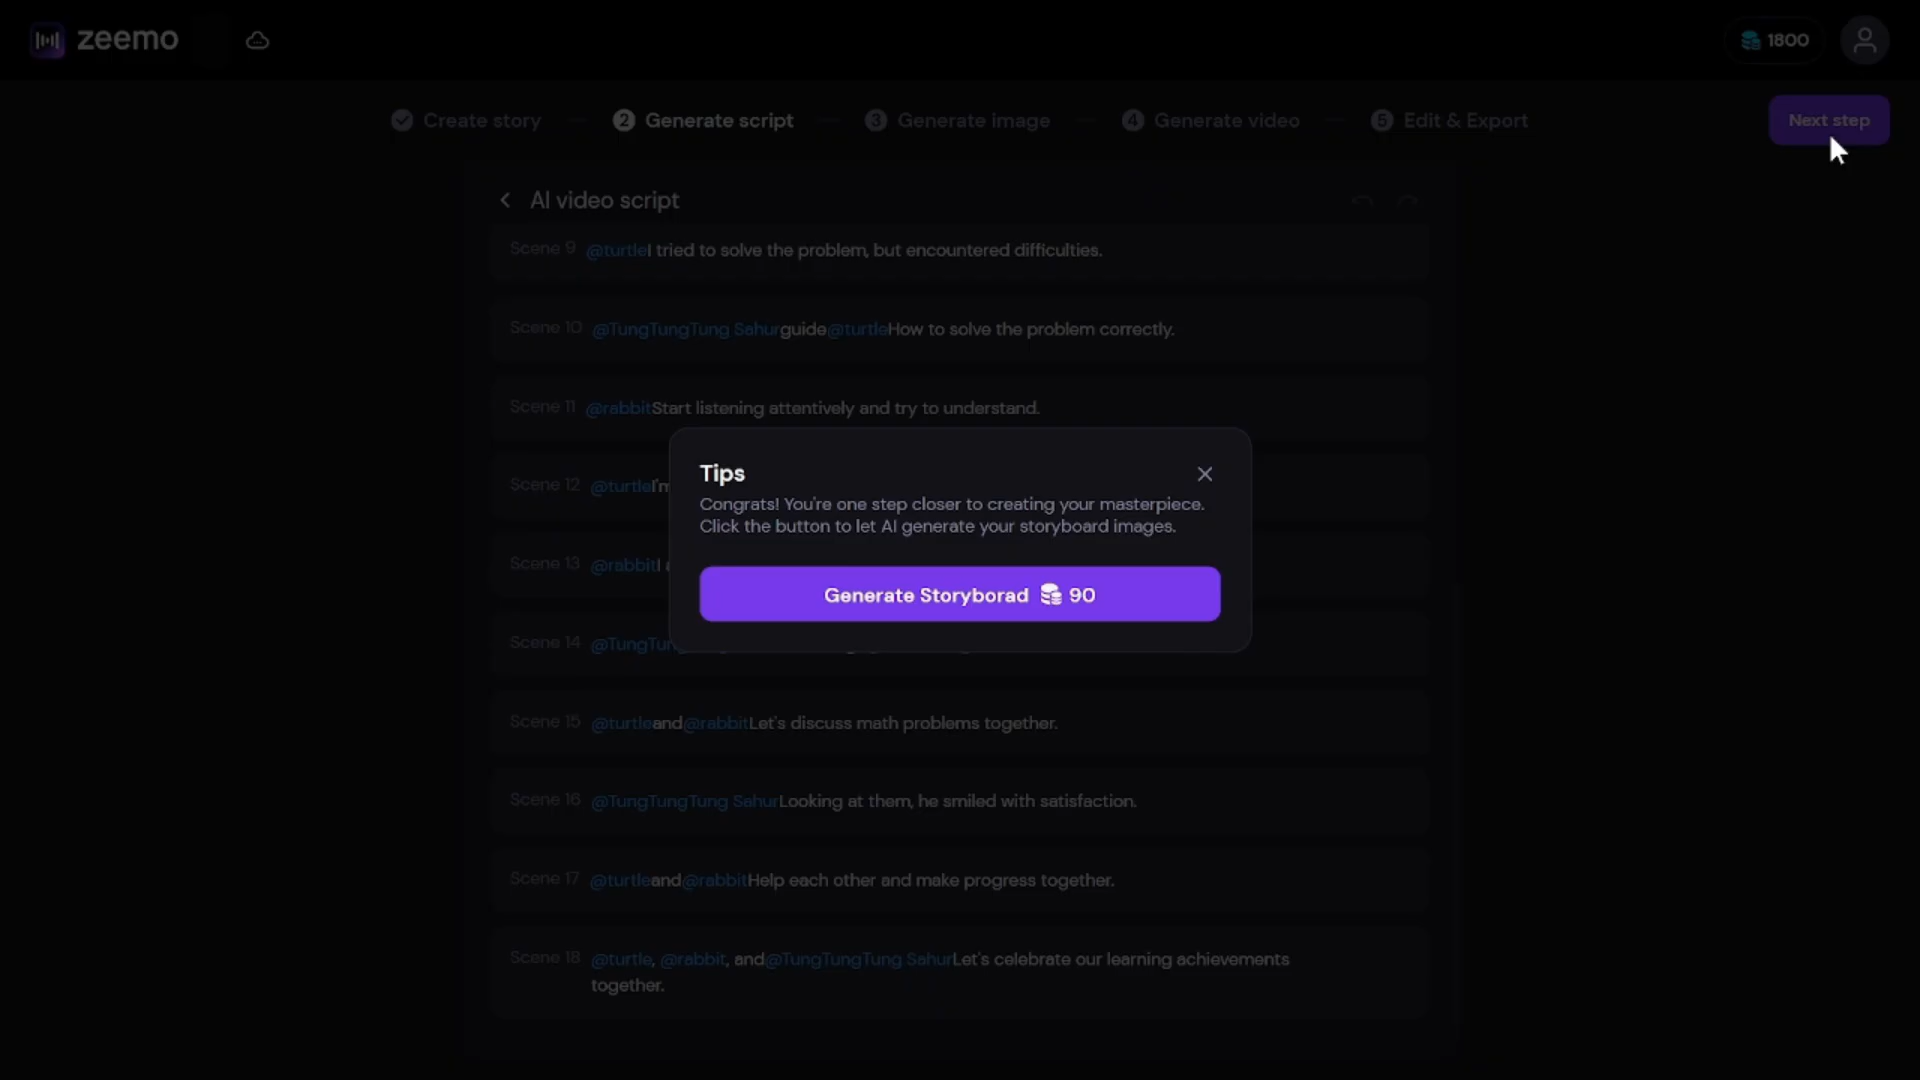 zeemo
1800
Create story
2 Generate script
3 Generate image
4 Generate video
5 Edit & Export
Next step
AI video script
Scene 9 @turtleI tried to solve the problem, but encountered difficulties.
Scene 10 @TungTungTung Sahurguide@turtleHow to solve the problem correctly.
Scene 11 @rabbitStart listening attentively and try to understand.
Scene 12 @turtleI'm
Scene 13 @rabbitI
Scene 14 @TungTun
Tips
Congrats! You're one step closer to creating your masterpiece.
Click the button to let AI generate your storyboard images.
Generate Storyborad 90
Scene 15 @turtleand@rabbitLet's discuss math problems together.
Scene 16 @TungTungTung SahurLooking at them, he smiled with satisfaction.
Scene 17 @turtleand@rabbitHelp each other and make progress together.
Scene 18 @turtle, @rabbit, and@TungTungTung SahurLet's celebrate our learning achievements
together.